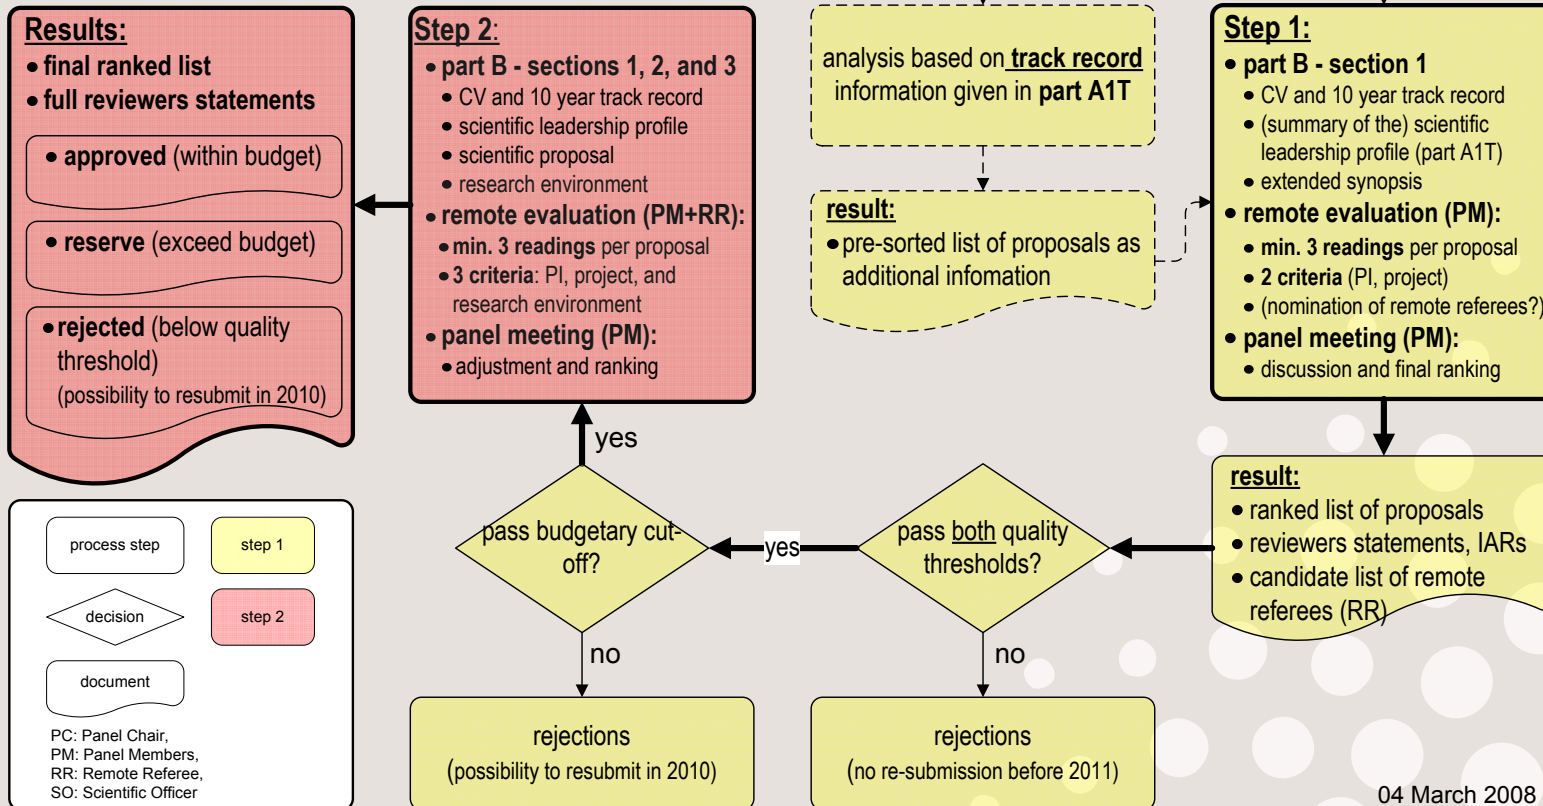 Results:
• final ranked list
• full reviewers statements
• approved (within budget)
• reserve (exceed budget)
• rejected (below quality
threshold)
(possibility to resubmit in 2010)
Step 2:
• part B - sections 1, 2, and 3
• CV and 10 year track record
• scientific leadership profile
• scientific proposal
• research environment
• remote evaluation (PM+RR):
• min. 3 readings per proposal
• 3 criteria: PI, project, and
research environment
• panel meeting (PM):
• adjustment and ranking
analysis based on track record
information given in part A1T
result:
• pre-sorted list of proposals as
additional infomation
Step 1:
• part B - section 1
• CV and 10 year track record
• (summary of the) scientific
leadership profile (part A1T)
• extended synopsis
• remote evaluation (PM):
• min. 3 readings per proposal
• 2 criteria (PI, project)
• (nomination of remote referees?)
• panel meeting (PM):
• discussion and final ranking
result:
• ranked list of proposals
• reviewers statements, IARs
• candidate list of remote
referees (RR)
pass both quality
thresholds?
yes
no
rejections
(no re-submission before 2011)
pass budgetary cut-
off?
yes
no
rejections
(possibility to resubmit in 2010)
process step
step 1
decision
step 2
document
PC: Panel Chair,
PM: Panel Members,
RR: Remote Referee,
SO: Scientific Officer
04 March 2008